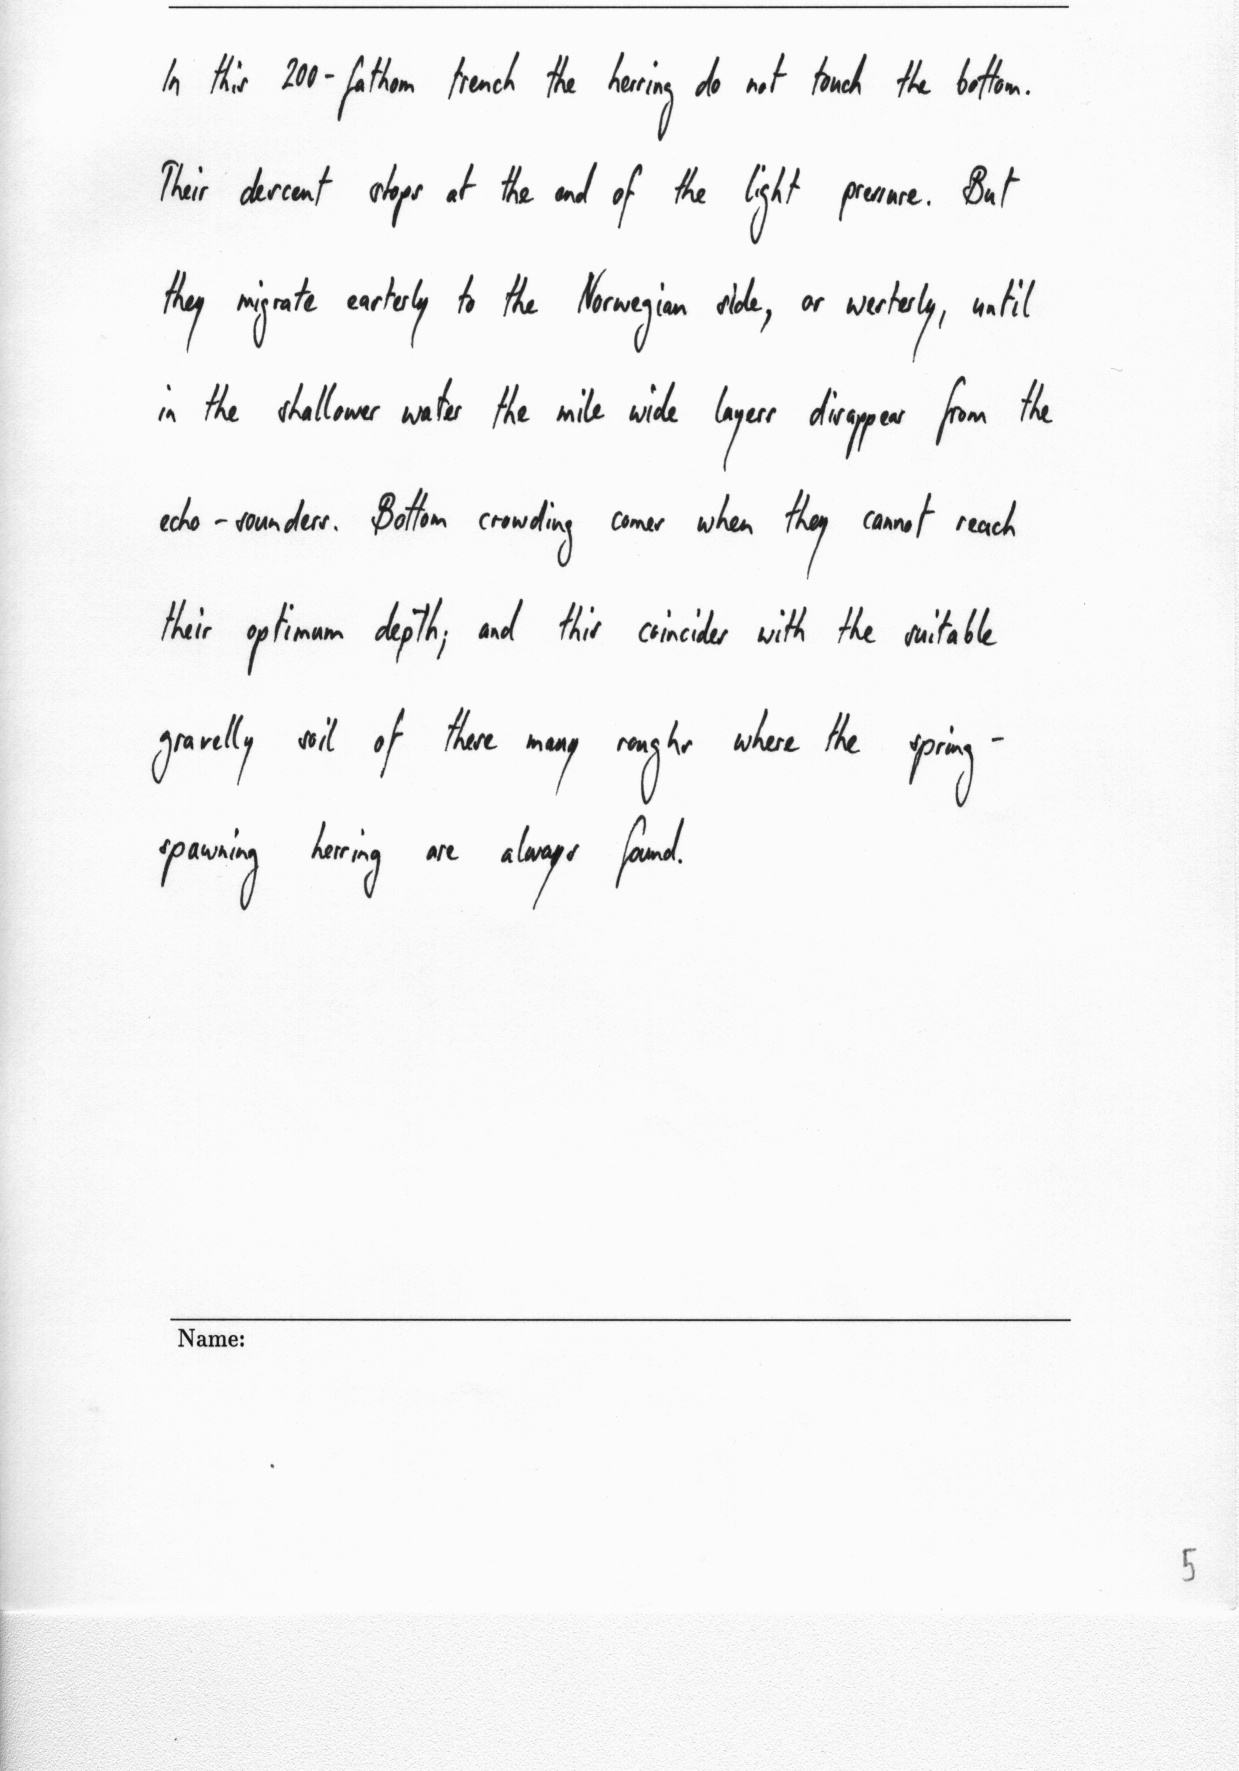 In this 200-fathom trench the herring do not touch the bottom.
Their descent stops at the end of the light pressure. But
they migrate easterly to the Norwegian side, or westerly, until
in the shallower water the mile wide layers disappear from the
echo-sounders. Bottom crowding comes when they cannot reach
their optimum depth; and this coincides with the suitable
gravelly soil of these many roughs where the spring-
spawning herring are always found.
Name:
5